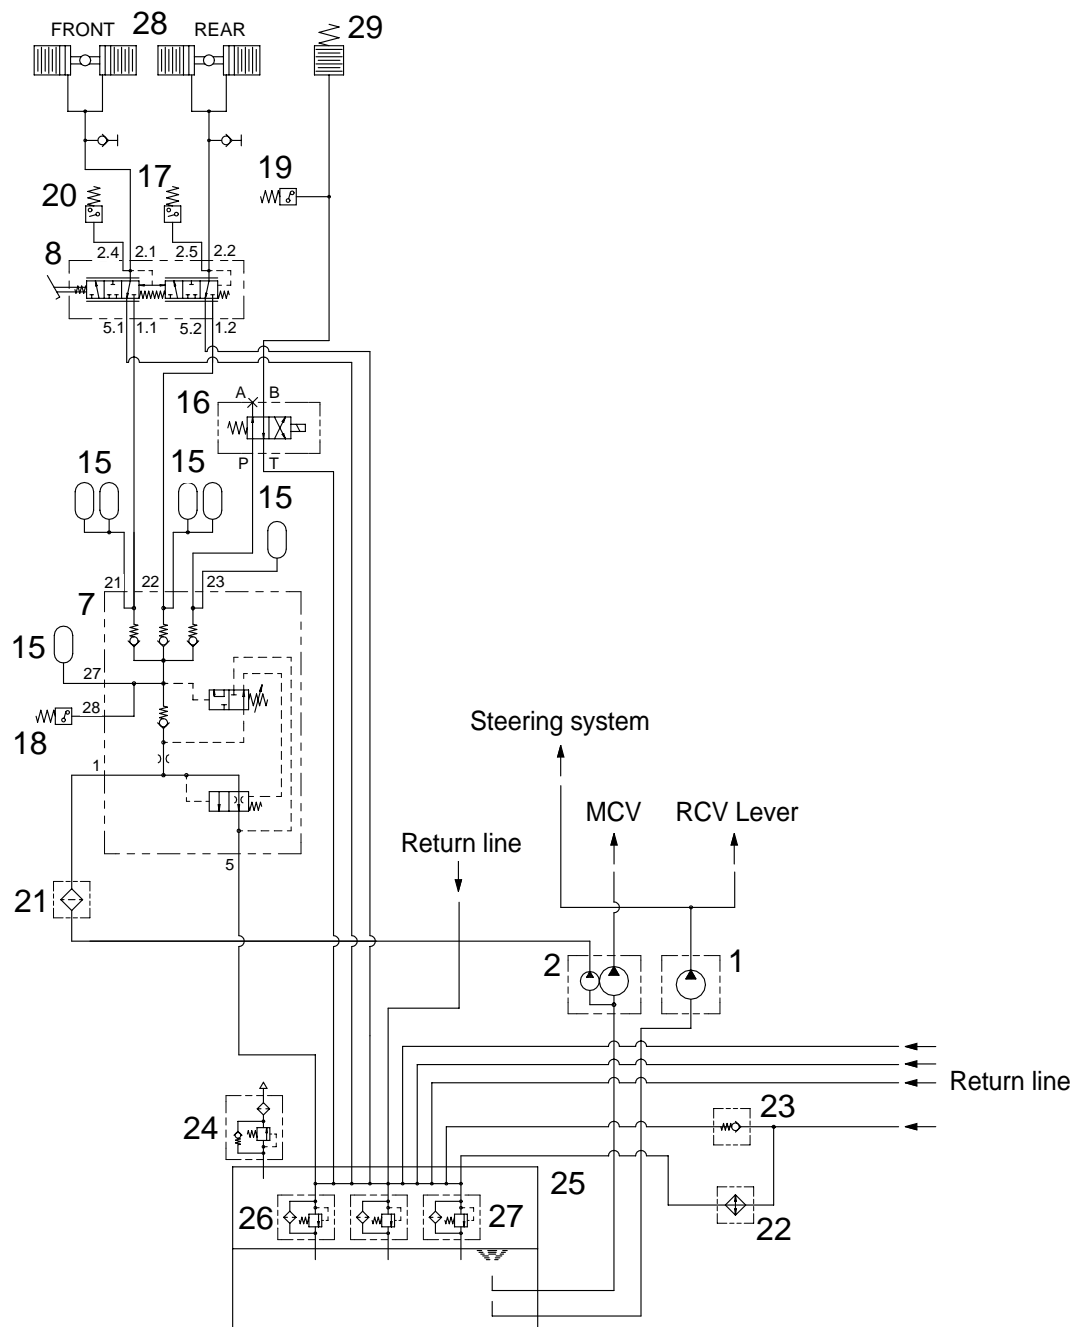 FRONT 28 REAR 29
20 17 19
8 2.4 2.1 2.5 2.2
5.1 1.1 5.2 1.2
16 A B
P T
15 15 15
21 22 23
7
15 27
28
18
1
5
21
Steering system
MCV RCV Lever
Return line
2 1
Return line
23
24
25
26 27 22